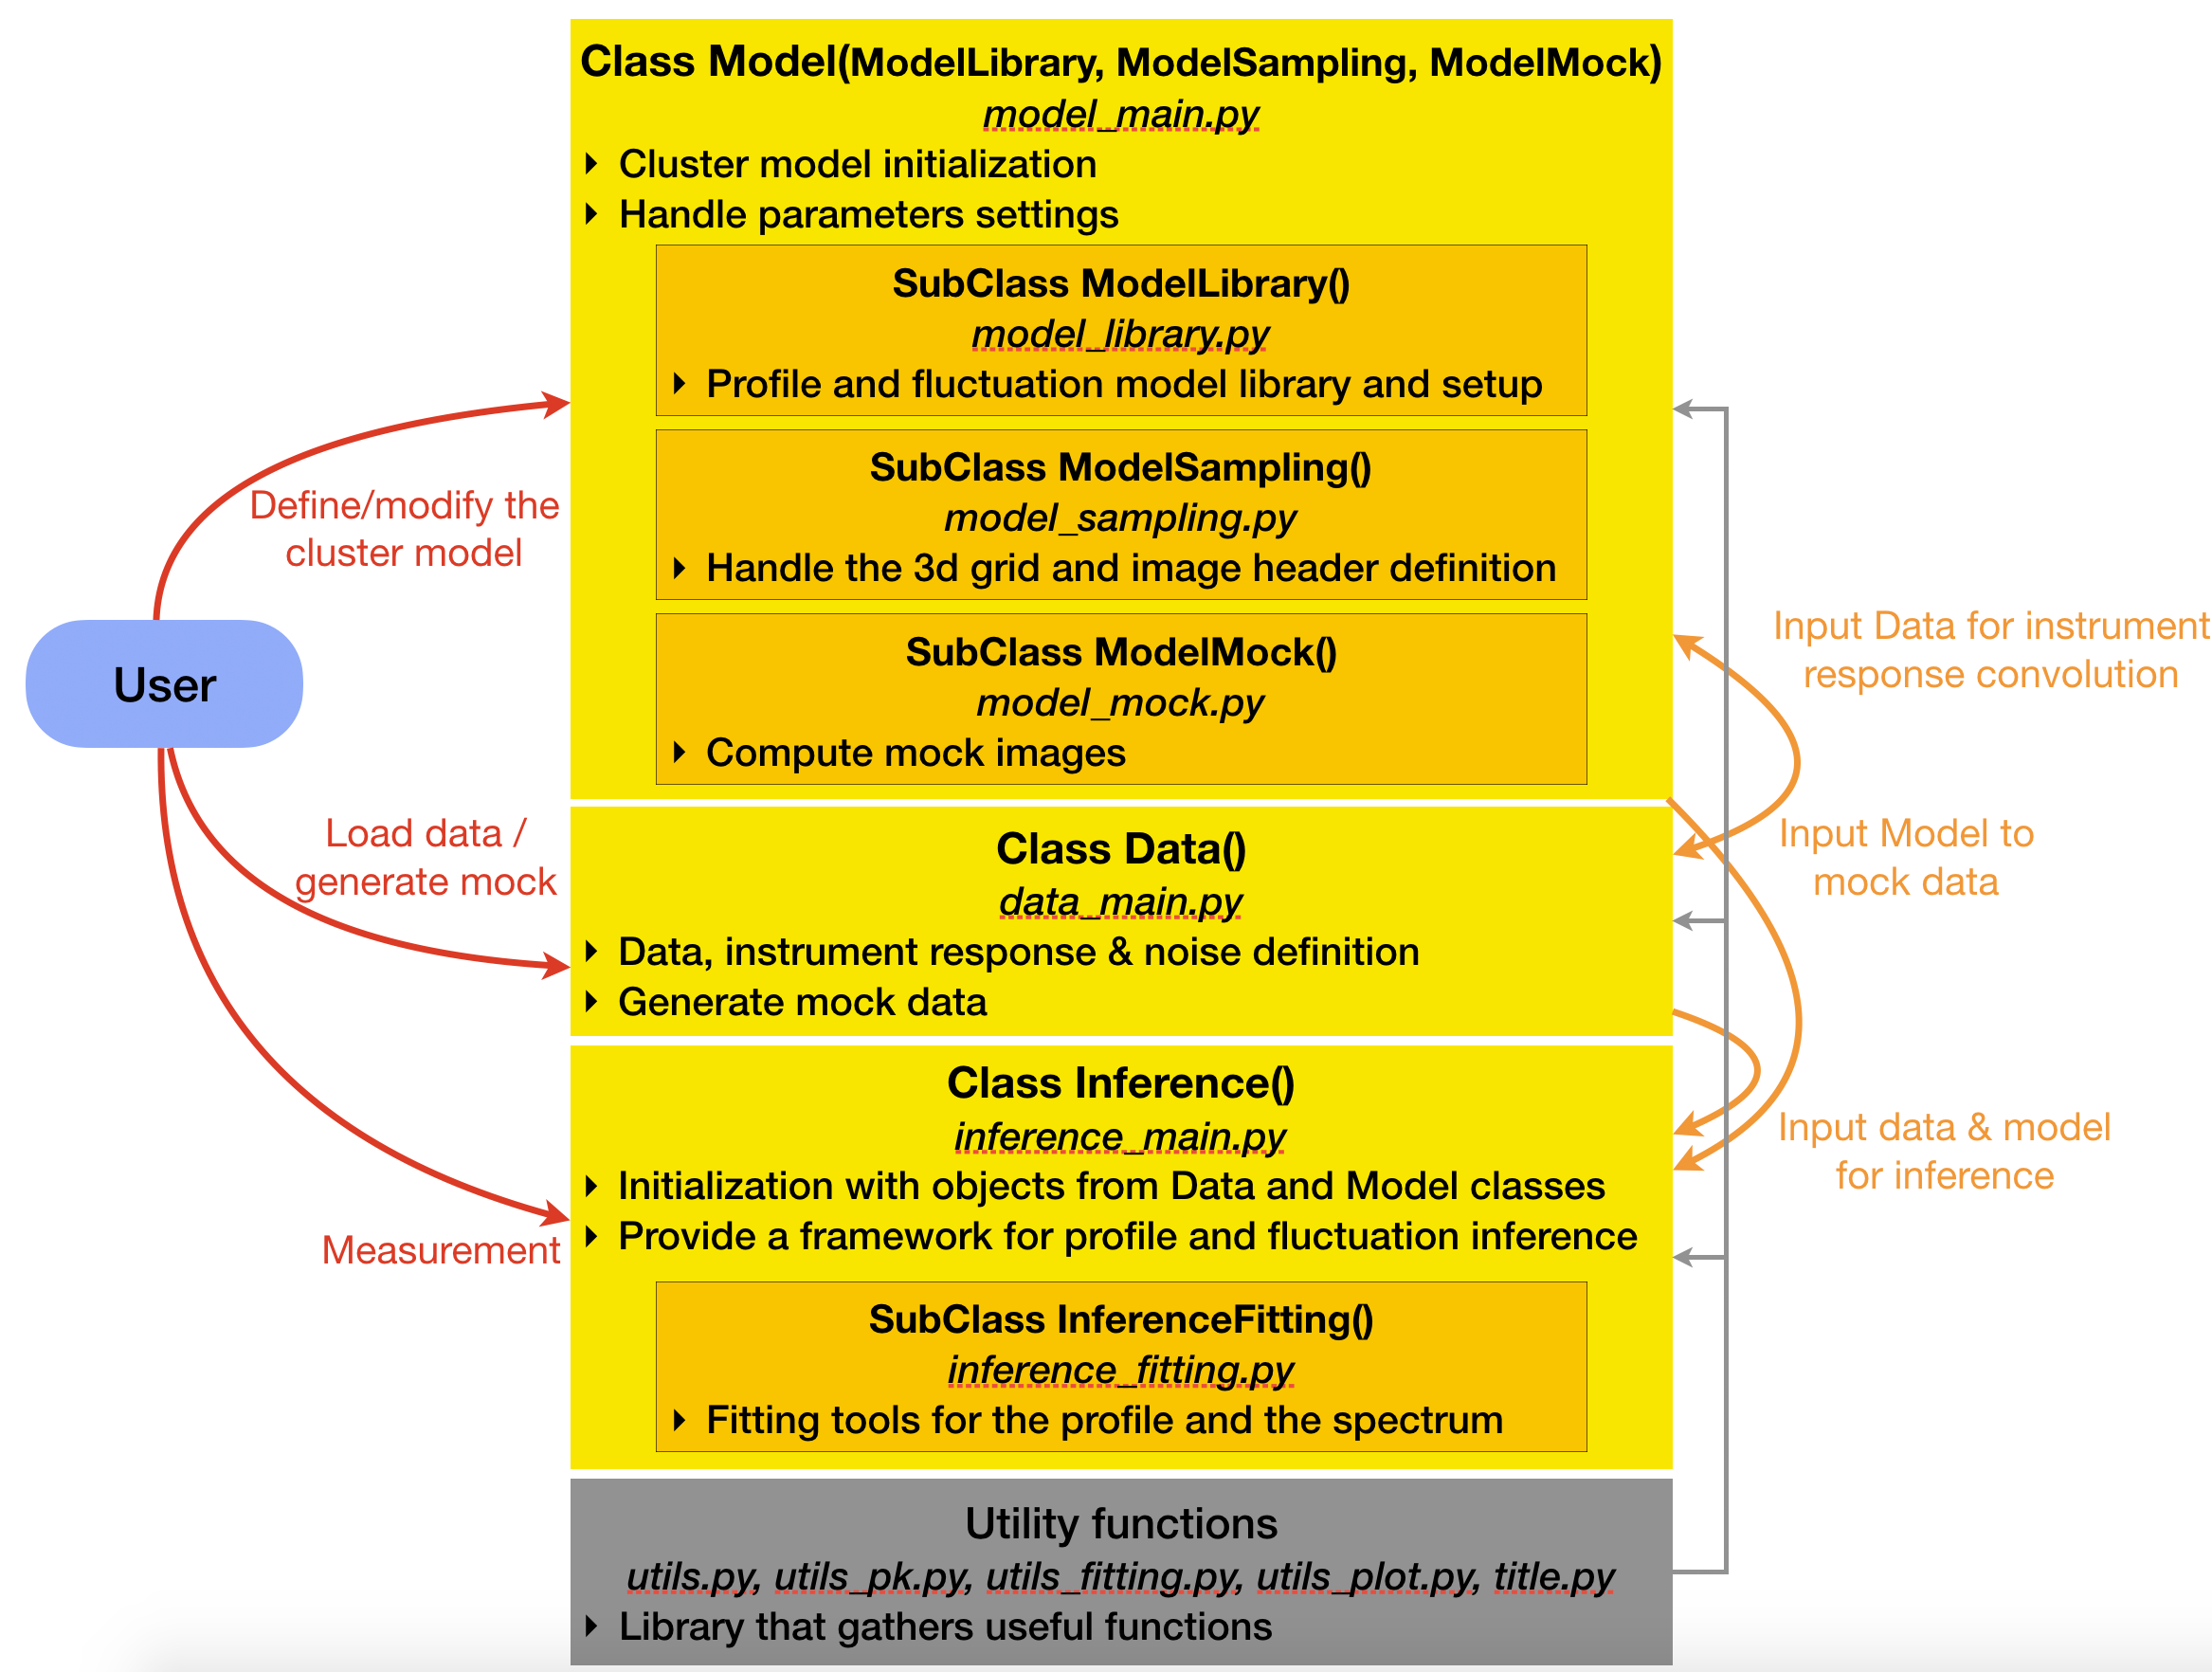 Class Model(ModelLibrary, ModelSampling, ModelMock)
model_main.py
Cluster model initialization
Handle parameters settings
SubClass ModelLibrary()
model_library.py
Profile and fluctuation model library and setup
SubClass ModelSampling()
model_sampling.py
Handle the 3d grid and image header definition
SubClass ModelMock()
model_mock.py
Compute mock images
Class Data()
data_main.py
Data, instrument response & noise definition
Generate mock data
Class Inference()
inference_main.py
Initialization with objects from Data and Model classes
Provide a framework for profile and fluctuation inference
SubClass InferenceFitting()
inference_fitting.py
Fitting tools for the profile and the spectrum
Utility functions
utils.py, utils_pk.py, utils_fitting.py, utils_plot.py, title.py
Library that gathers useful functions
User
Define/modify the
cluster model
Load data /
generate mock
Measurement
Input Data for instrument
response convolution
Input Model to
mock data
Input data & model
for inference